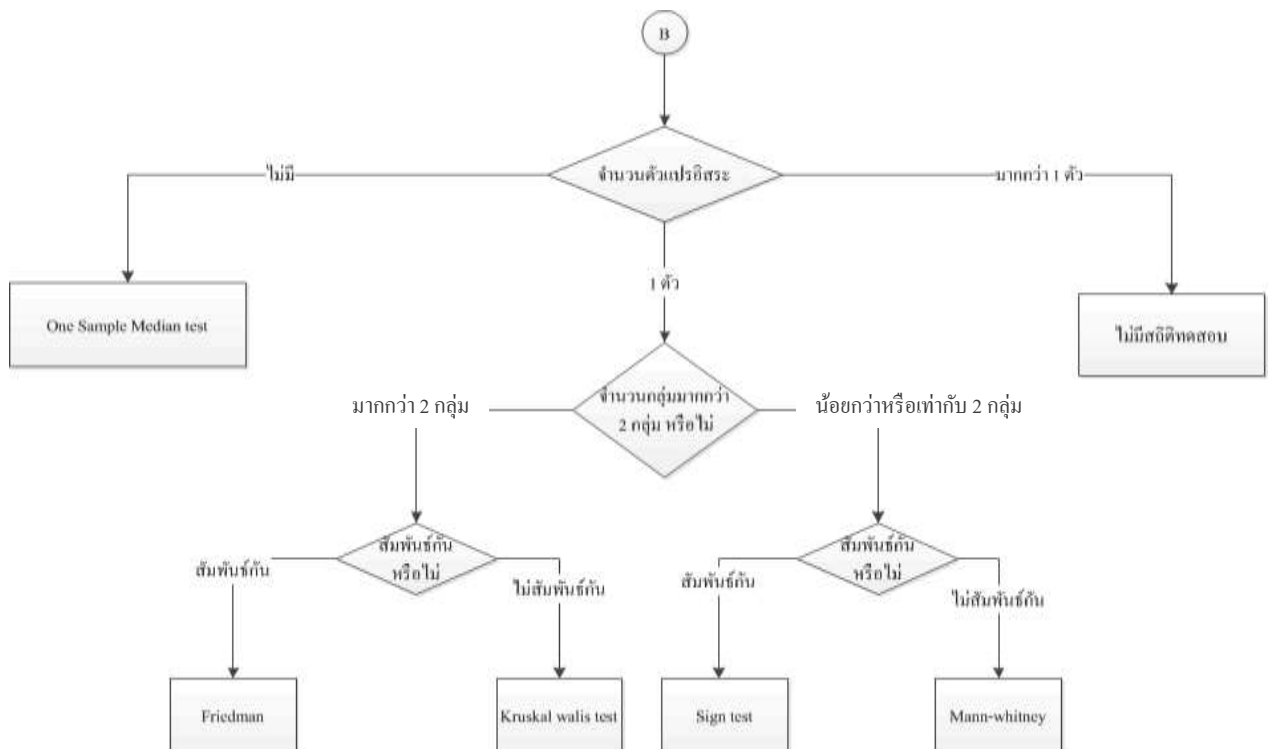 B
จำนวนตัวแปรอิสระ
ไม่มี
มากกว่า 1 ตัว
1 ตัว
One Sample Median test
ไม่มีสถิติทดสอบ
จำนวนกลุ่มมากกว่า
2 กลุ่ม หรือไม่
มากกว่า 2 กลุ่ม
น้อยกว่าหรือเท่ากับ 2 กลุ่ม
สัมพันธ์กัน
หรือไม่
สัมพันธ์กัน
หรือไม่
สัมพันธ์กัน
ไม่สัมพันธ์กัน
สัมพันธ์กัน
ไม่สัมพันธ์กัน
Friedman
Kruskal walis test
Sign test
Mann-whitney